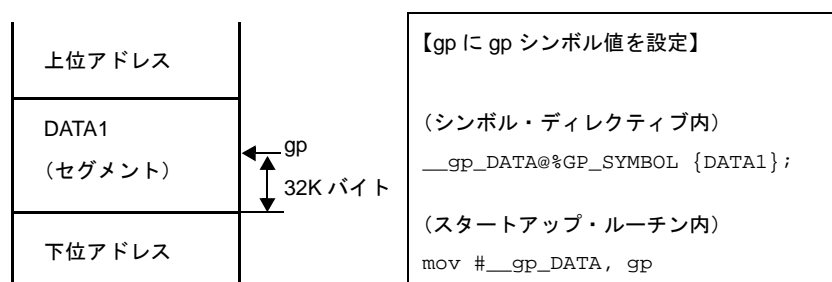 上位アドレス
DATA1
(セグメント)
gp
32K バイト
下位アドレス
【gp に gp シンボル値を設定】
(シンボル・ディレクティブ内)
__gp_DATA@%GP_SYMBOL {DATA1};
(スタートアップ・ルーチン内)
mov #__gp_DATA, gp